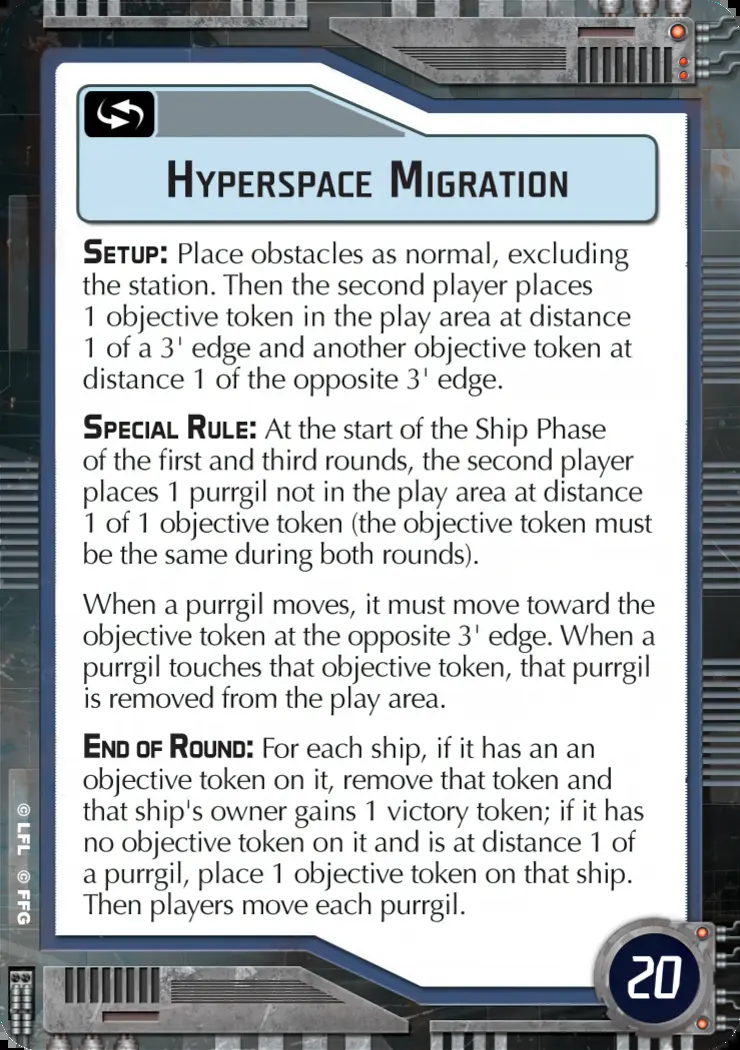 Hyperspace Migration
Setup: Place obstacles as normal, excluding
the station. Then the second player places
1 objective token in the play area at distance
1 of a 3' edge and another objective token at
distance 1 of the opposite 3' edge.
Special Rule: At the start of the Ship Phase
of the first and third rounds, the second player
places 1 purrgil not in the play area at distance
1 of 1 objective token (the objective token must
be the same during both rounds).
When a purrgil moves, it must move toward the
objective token at the opposite 3' edge. When a
purrgil touches that objective token, that purrgil
is removed from the play area.
End of Round: For each ship, if it has an an
objective token on it, remove that token and
that ship's owner gains 1 victory token; if it has
no objective token on it and is at distance 1 of
a purrgil, place 1 objective token on that ship.
Then players move each purrgil.
© LFL © FFG
20